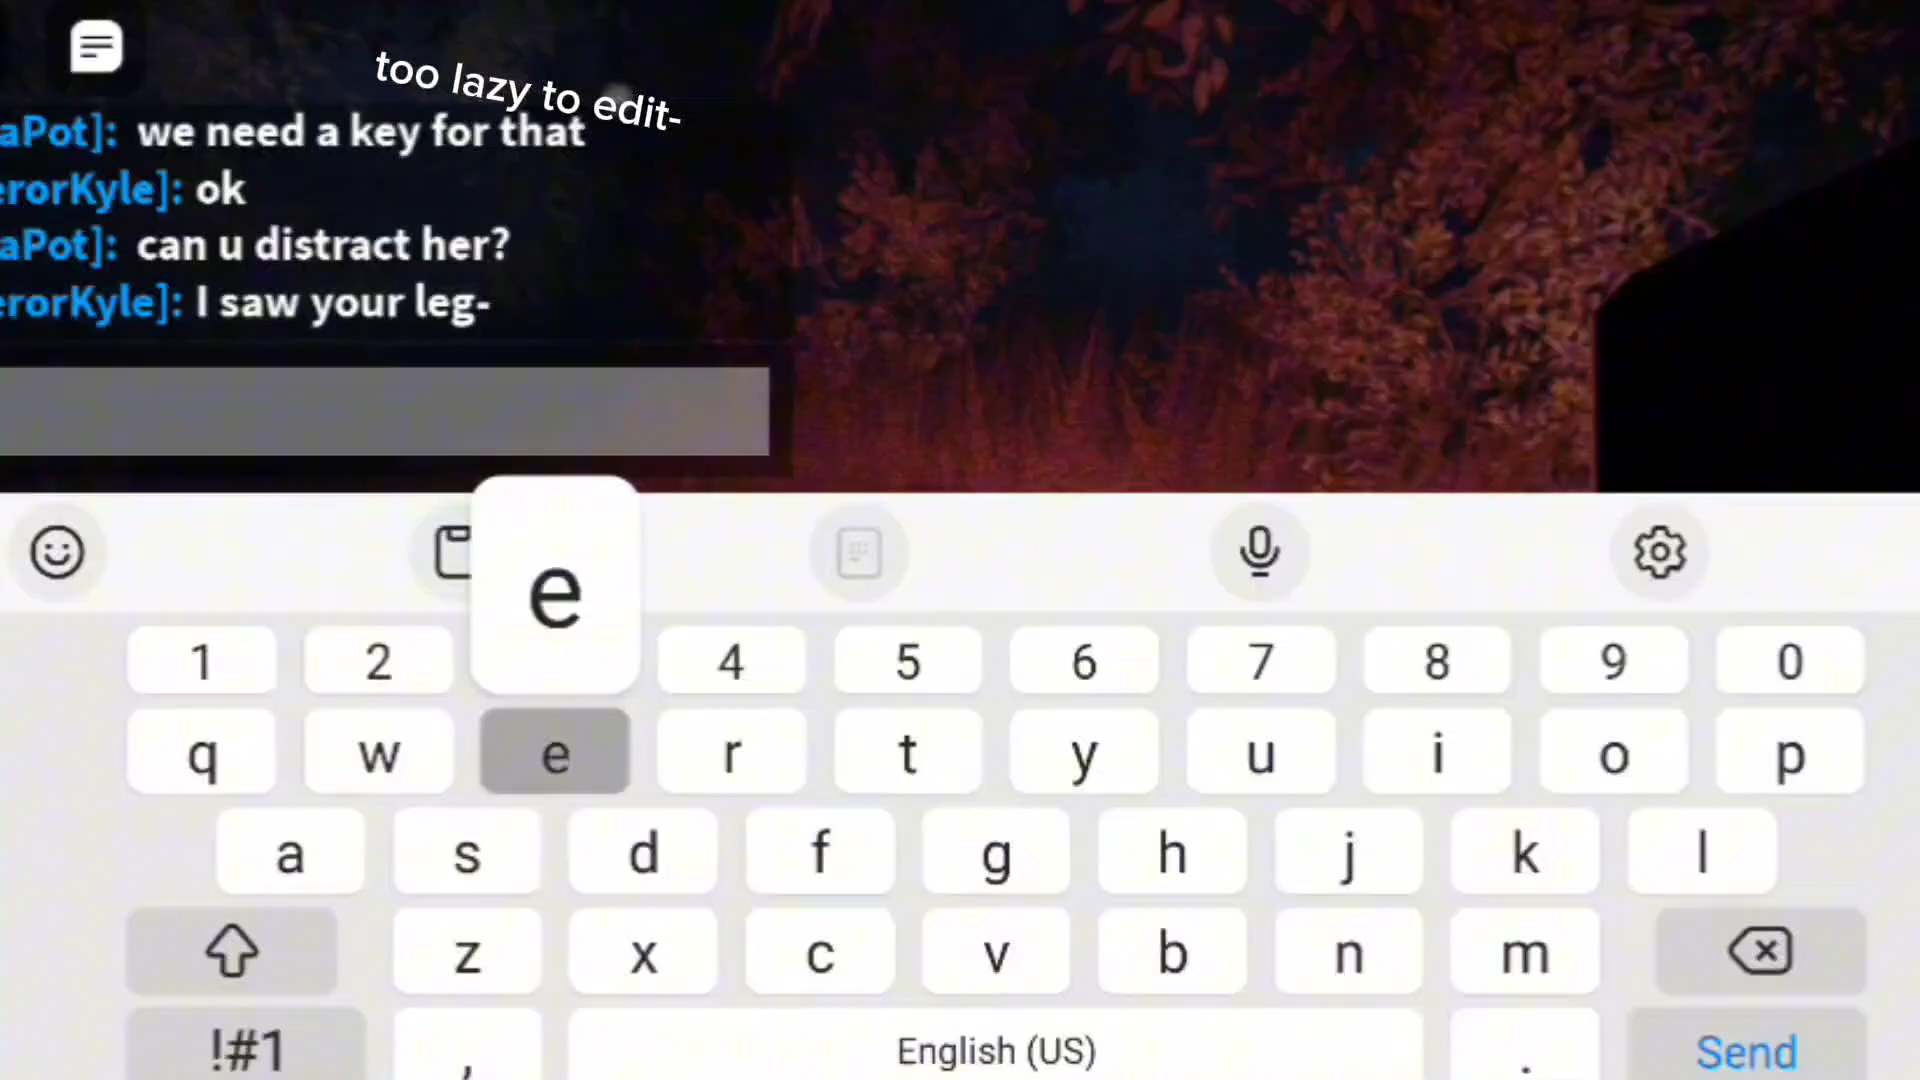 too lazy to edit-
aPot]: we need a key for that
erorKyle]: ok
aPot]: can u distract her?
erorKyle]: I saw your leg-
e
1 2 4 5 6 7 8 9 0
q w e r t y u i o p
a s d f g h j k l
z x c v b n m
!#1 , English (US) . Send